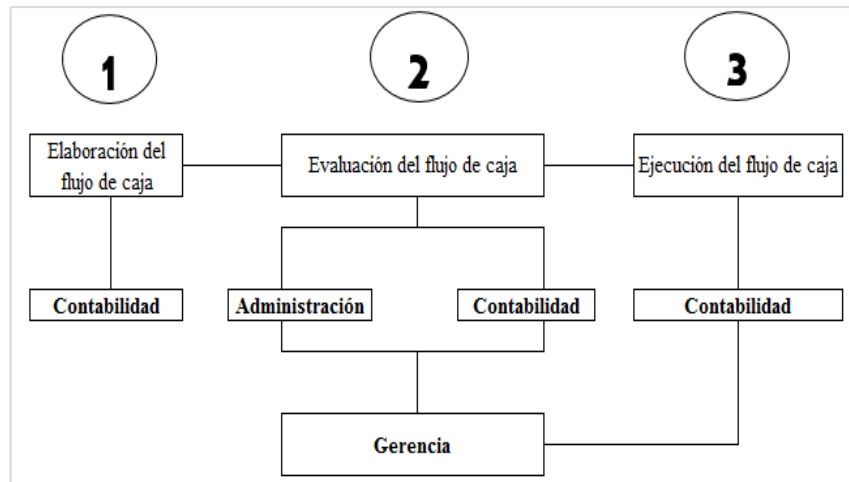 1
2
3
Elaboración del
flujo de caja
Evaluación del flujo de caja
Ejecución del flujo de caja
Contabilidad
Administración
Contabilidad
Contabilidad
Gerencia